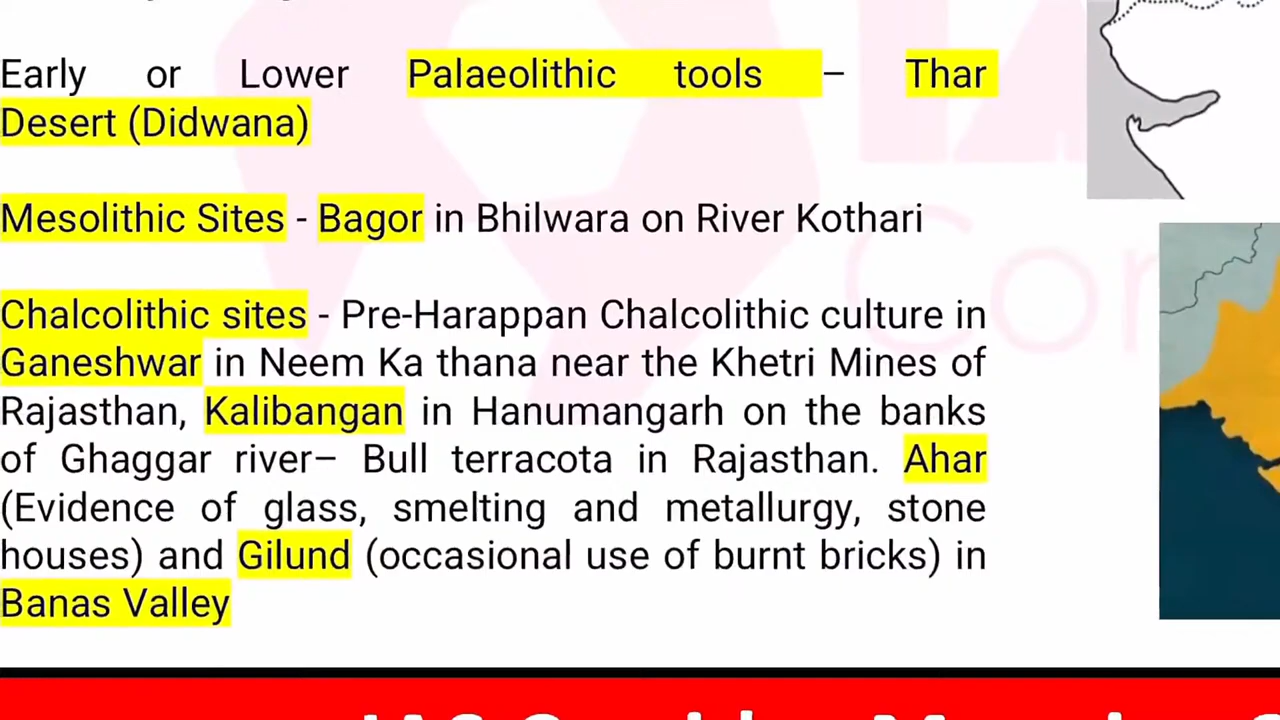 Early or Lower Palaeolithic tools – Thar
Desert (Didwana)
Mesolithic Sites - Bagor in Bhilwara on River Kothari
Chalcolithic sites - Pre-Harappan Chalcolithic culture in
Ganeshwar in Neem Ka thana near the Khetri Mines of
Rajasthan, Kalibangan in Hanumangarh on the banks
of Ghaggar river– Bull terracota in Rajasthan. Ahar
(Evidence of glass, smelting and metallurgy, stone
houses) and Gilund (occasional use of burnt bricks) in
Banas Valley